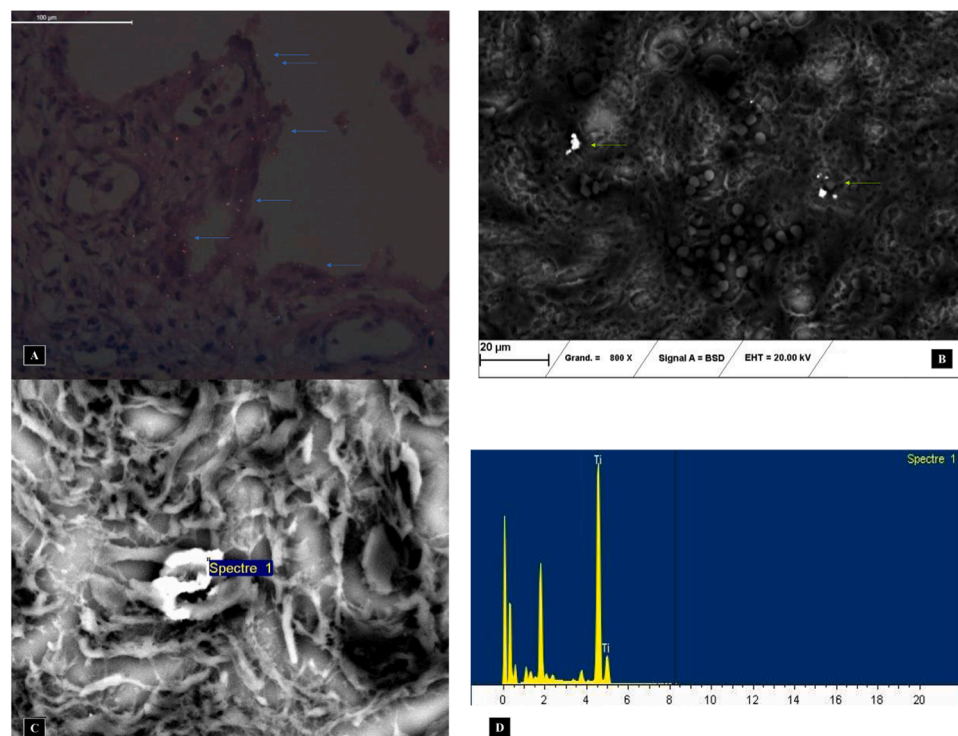 100 µm
A
20 µm
Grand. = 800 X
Signal A = BSD
EHT = 20.00 kV
B
Spectre 1
C
Spectre 1
Ti
Ti
0 2 4 6 8 10 12 14 16 18 20
D